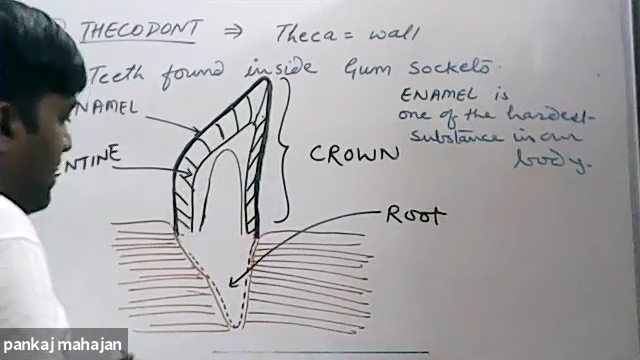 THECODONT ⇒ Theca = wall
Teeth found inside Gum sockets.
NAMEL
ENAMEL is
one of the hardest
substance in our
body.
NTINE
CROWN
Root
pankaj mahajan